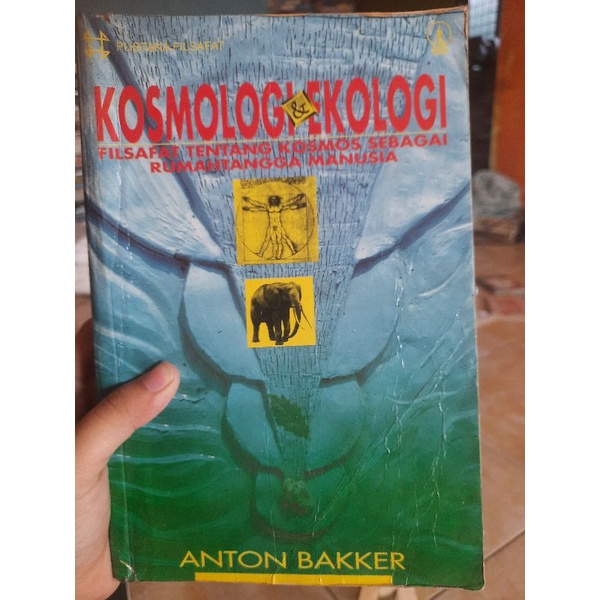 PUSTAKA FILSAFAT
KOSMOLOGI & EKOLOGI
FILSAFAT TENTANG KOSMOS SEBAGAI
RUMAHTANGGA MANUSIA
ANTON BAKKER